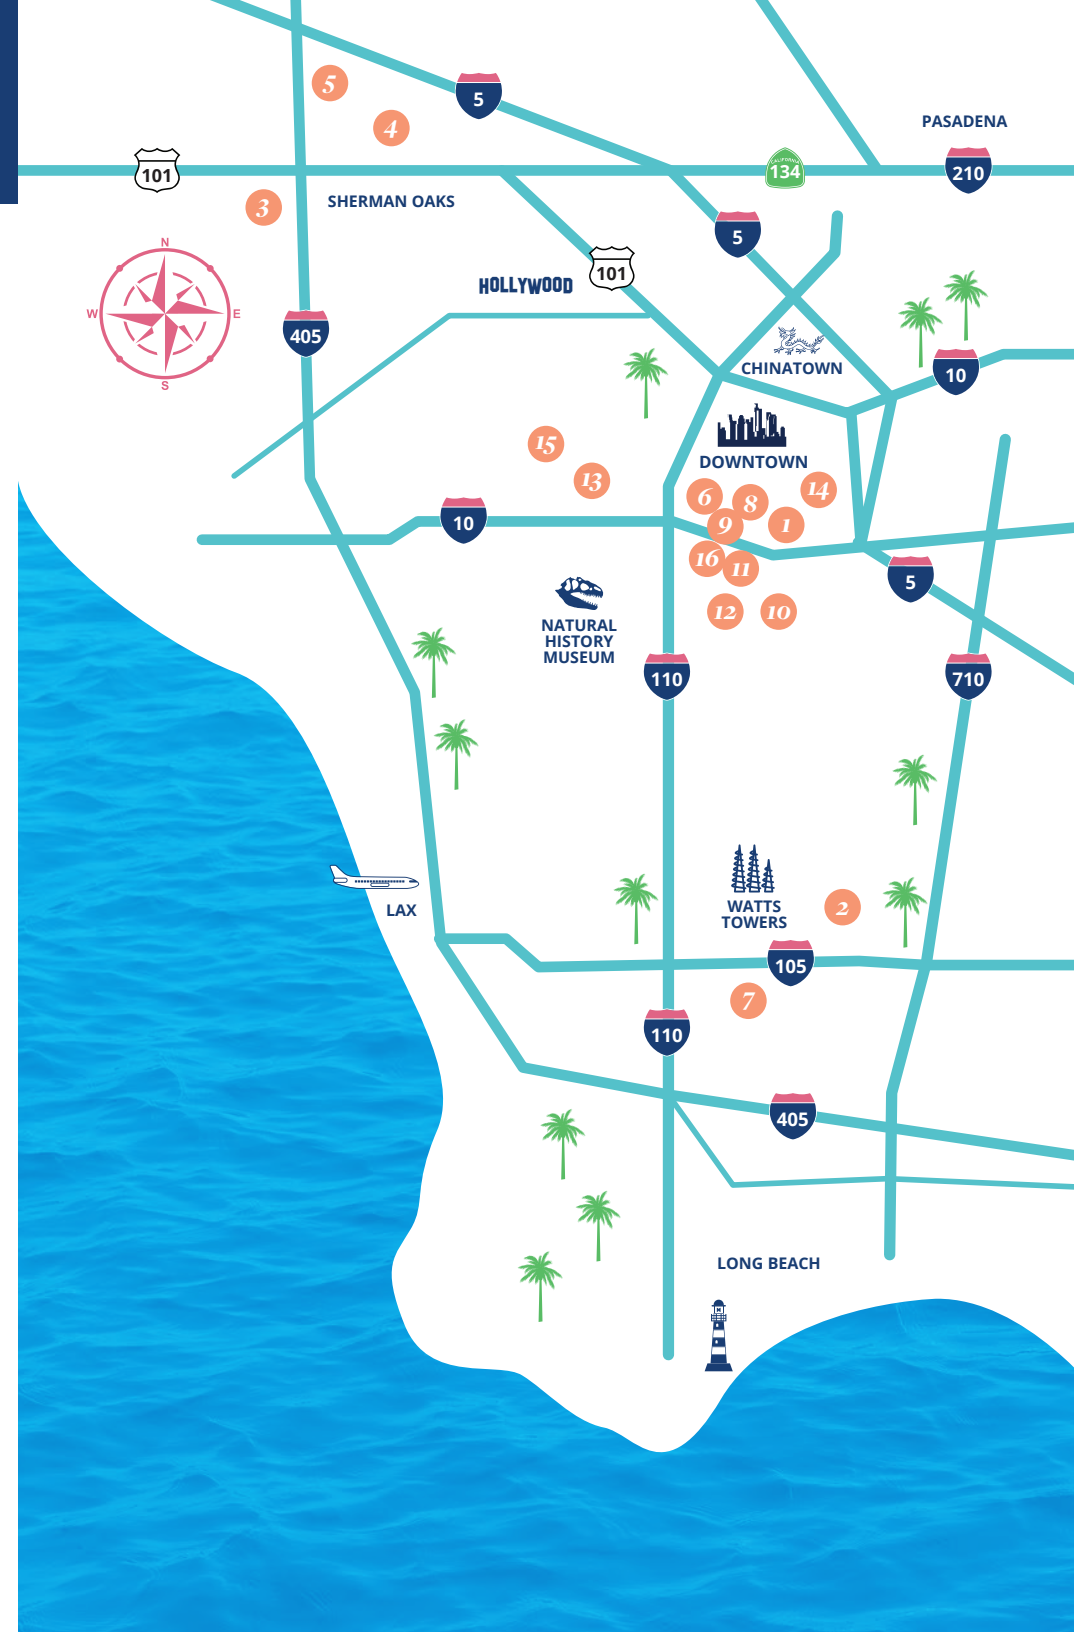 5
5
4
PASADENA
101
134
CALIFORNIA
210
3
SHERMAN OAKS
5
N
W
E
S
HOLLYWOOD
101
405
CHINATOWN
10
15
DOWNTOWN
13
6
8
14
10
9
1
16
11
5
12
10
NATURAL
HISTORY
MUSEUM
110
710
WATTS
TOWERS
2
LAX
105
7
110
405
LONG BEACH